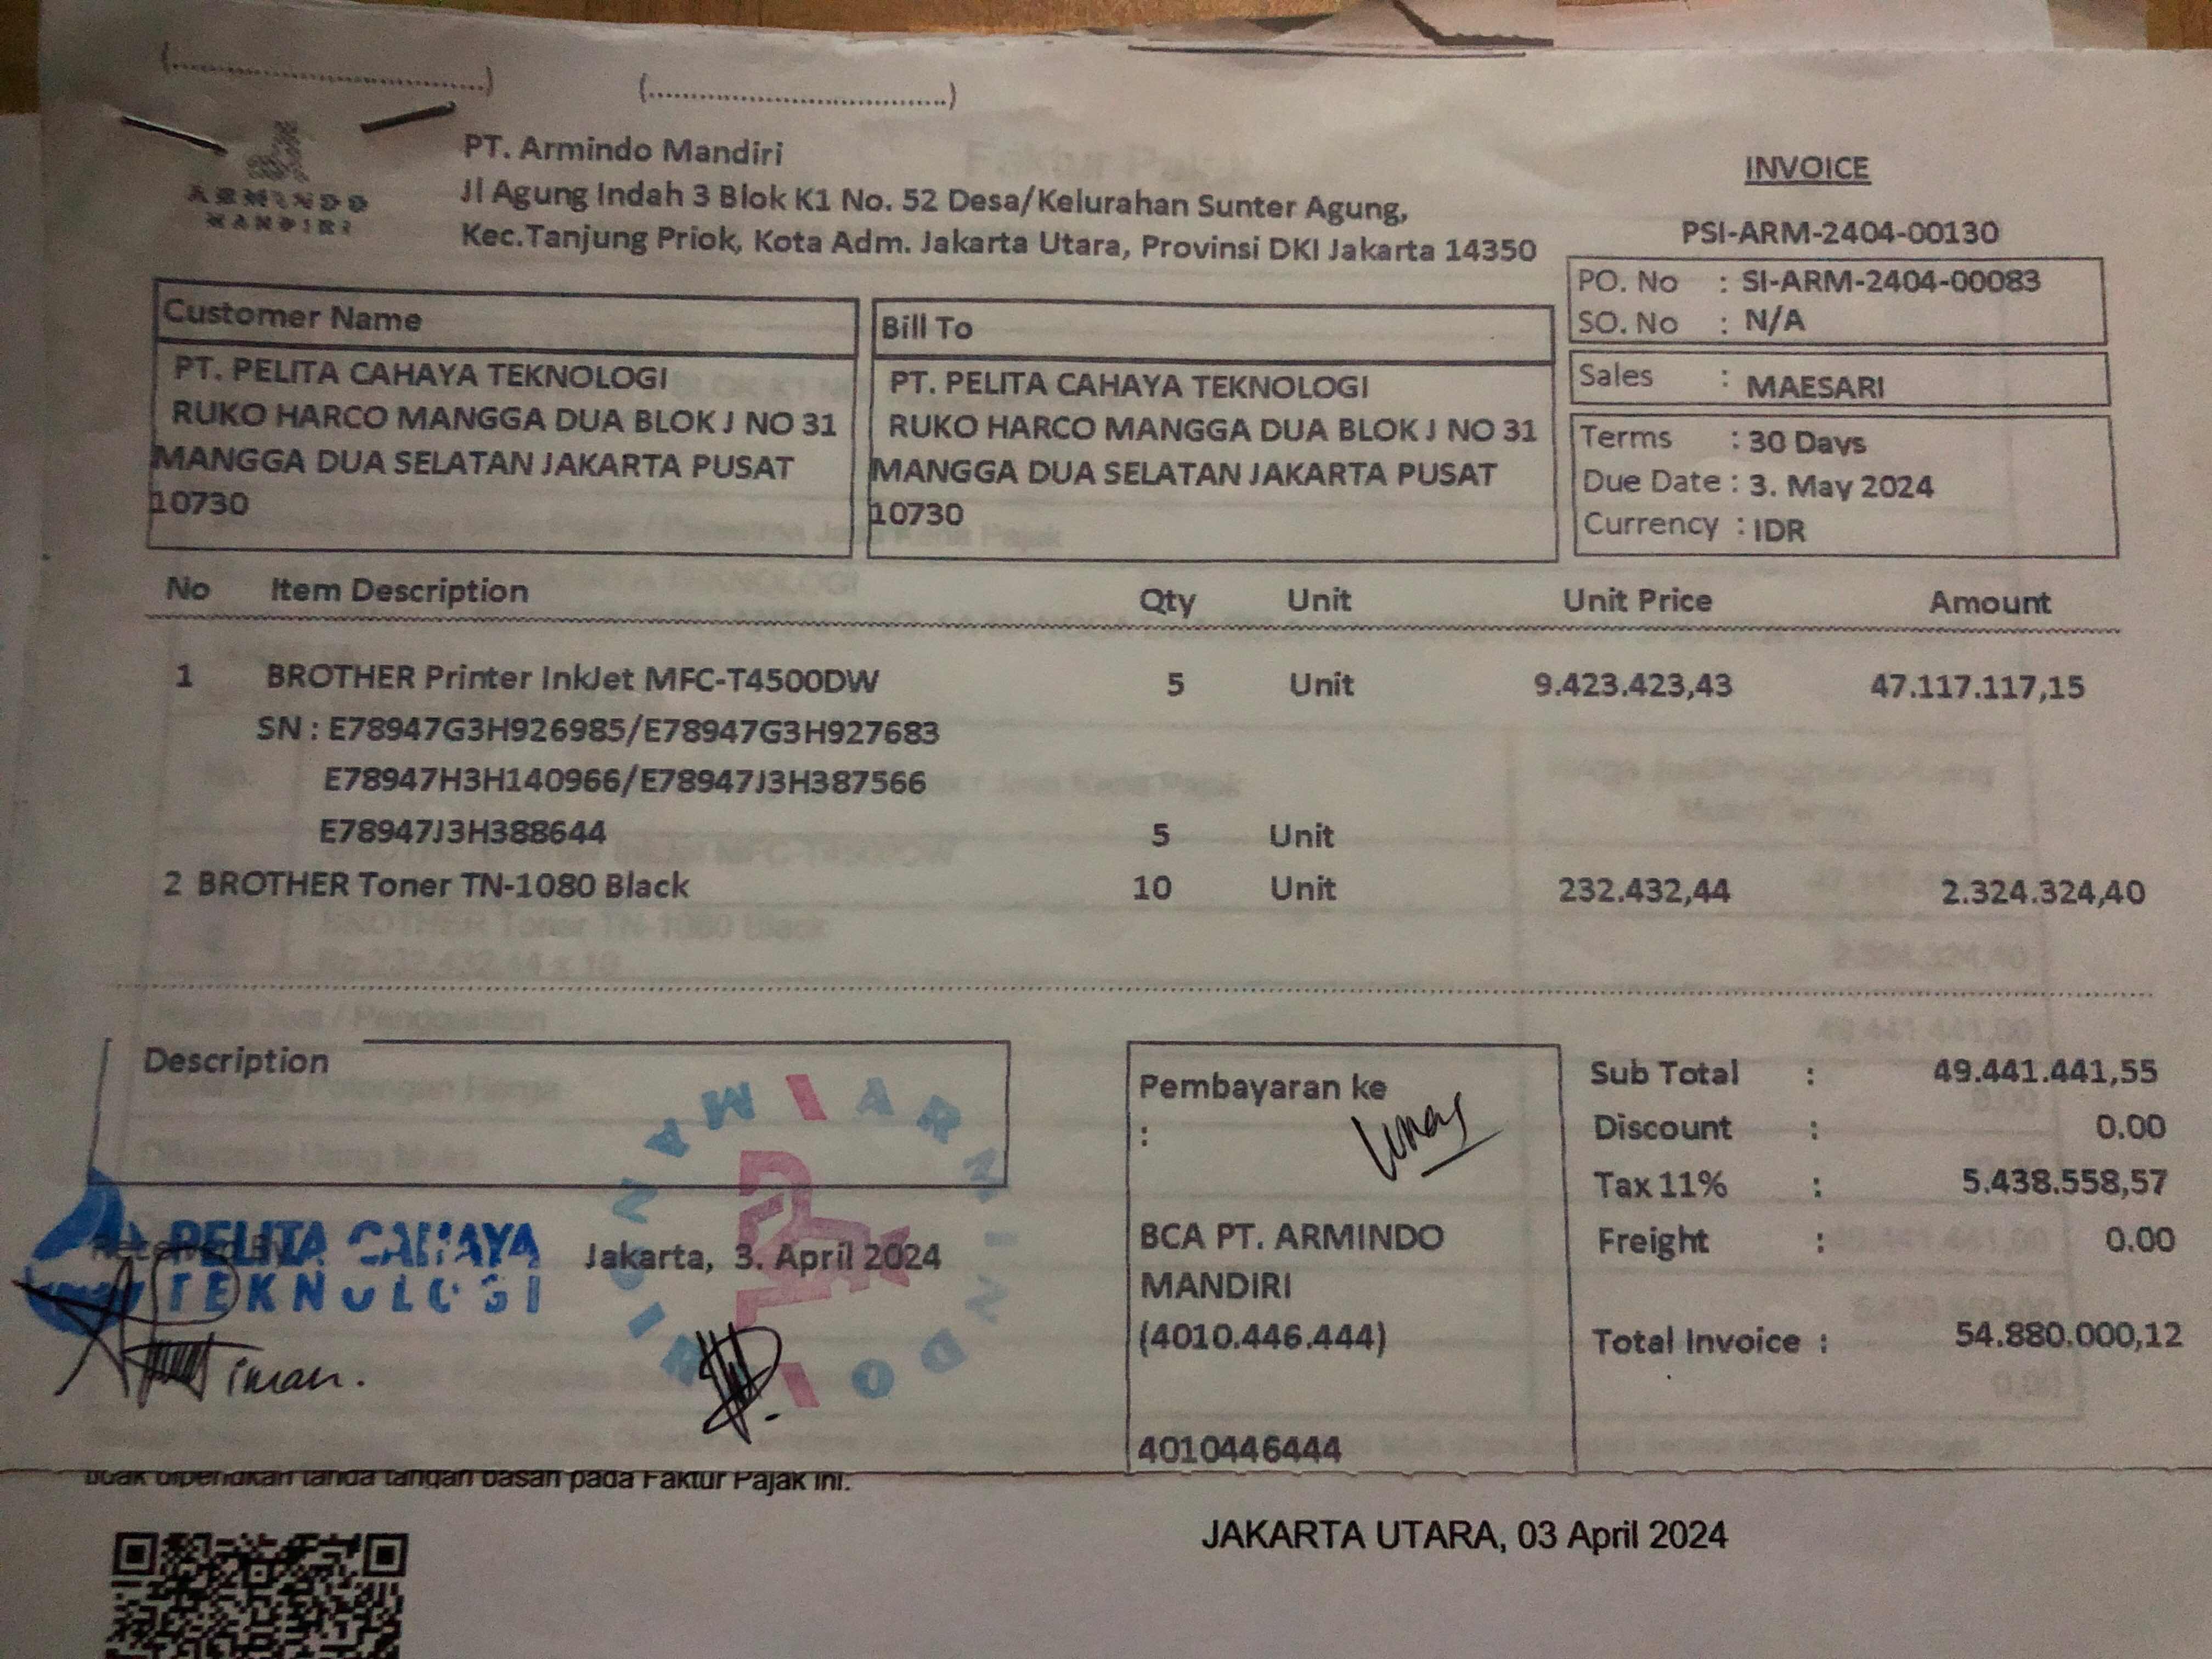 (..............................)
(..............................)
ARMINDO
MANDIRI
PT. Armindo Mandiri
Jl Agung Indah 3 Blok K1 No. 52 Desa/Kelurahan Sunter Agung,
Kec.Tanjung Priok, Kota Adm. Jakarta Utara, Provinsi DKI Jakarta 14350
INVOICE
PSI-ARM-2404-00130
PO. No : SI-ARM-2404-00083
SO. No : N/A
Sales : MAESARI
Terms : 30 Days
Due Date : 3. May 2024
Currency : IDR
Customer Name
PT. PELITA CAHAYA TEKNOLOGI
RUKO HARCO MANGGA DUA BLOK J NO 31
MANGGA DUA SELATAN JAKARTA PUSAT
10730
Bill To
PT. PELITA CAHAYA TEKNOLOGI
RUKO HARCO MANGGA DUA BLOK J NO 31
MANGGA DUA SELATAN JAKARTA PUSAT
10730
No Item Description Qty Unit Unit Price Amount
1 BROTHER Printer InkJet MFC-T4500DW 5 Unit 9.423.423,43 47.117.117,15
SN : E78947G3H926985/E78947G3H927683
E78947H3H140966/E78947J3H387566
E78947J3H388644 5 Unit
2 BROTHER Toner TN-1080 Black 10 Unit 232.432,44 2.324.324,40
Description
Received By
PELITA CAHAYA
TEKNOLOGI
Iman.
Jakarta, 3. April 2024
ARMINDO MANDIRI
Pembayaran ke
:
Lunas
BCA PT. ARMINDO
MANDIRI
(4010.446.444)
4010446444
Sub Total : 49.441.441,55
Discount : 0.00
Tax 11% : 5.438.558,57
Freight : 0.00
Total Invoice : 54.880.000,12
tidak diperlukan tanda tangan basah pada Faktur Pajak ini.
JAKARTA UTARA, 03 April 2024